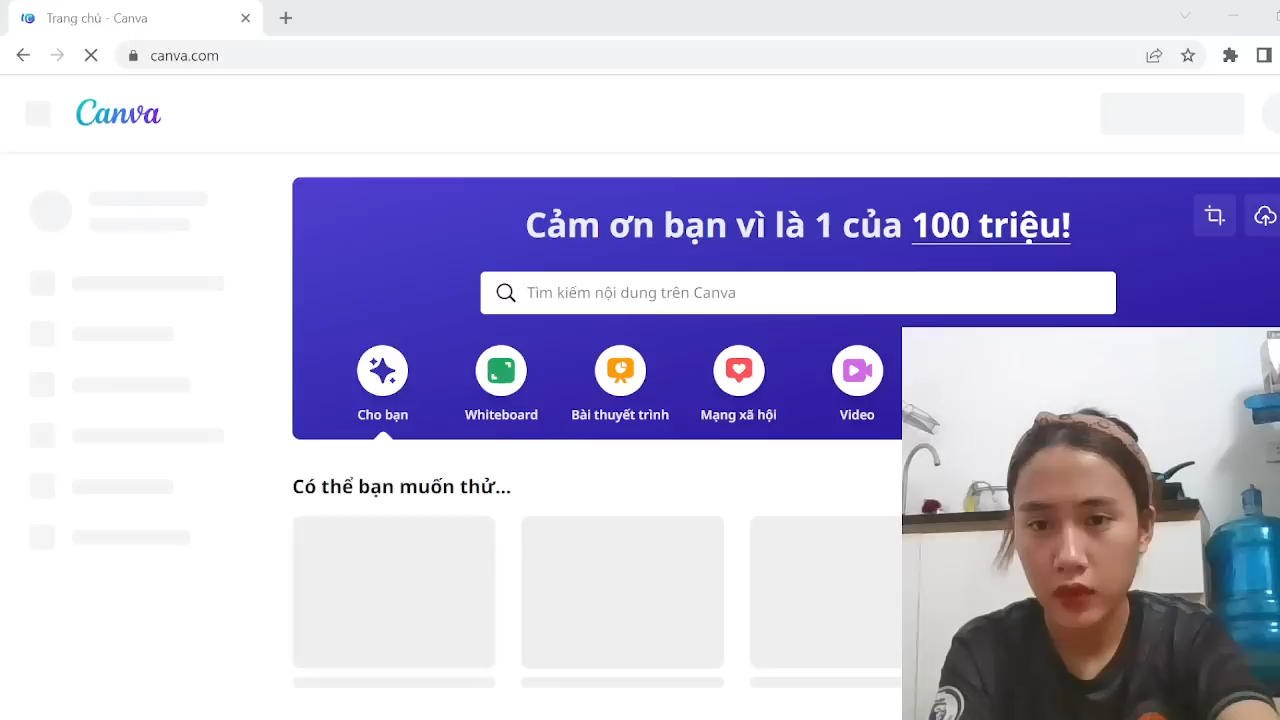 Trang chủ - Canva
canva.com
Canva
Cảm ơn bạn vì là 1 của 100 triệu!
Tìm kiếm nội dung trên Canva
Cho bạn
Whiteboard
Bài thuyết trình
Mạng xã hội
Video
Có thể bạn muốn thử...